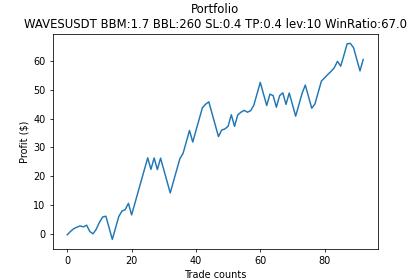 Portfolio
WAVESUSDT BBM:1.7 BBL:260 SL:0.4 TP:0.4 lev:10 WinRatio:67.0
60
50
40
30
20
10
0
Profit ($)
0 20 40 60 80
Trade counts